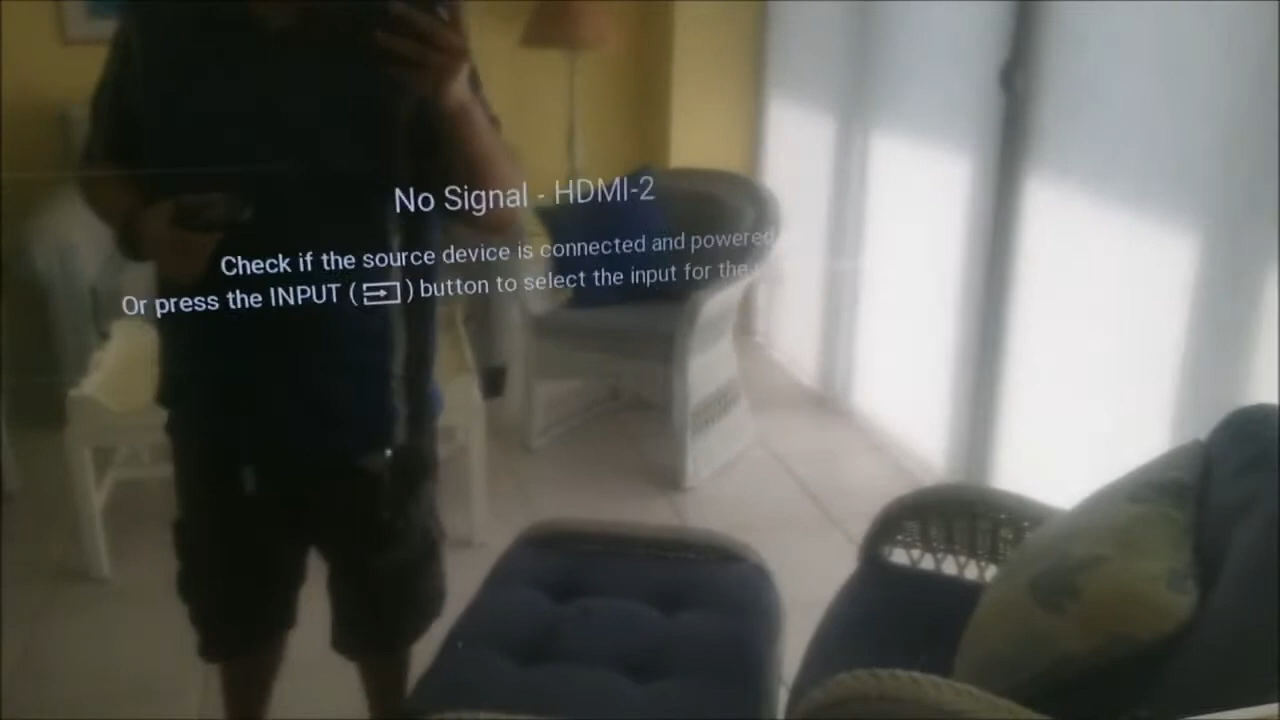 No Signal - HDMI-2
Check if the source device is connected and powered
Or press the INPUT ( ) button to select the input for the